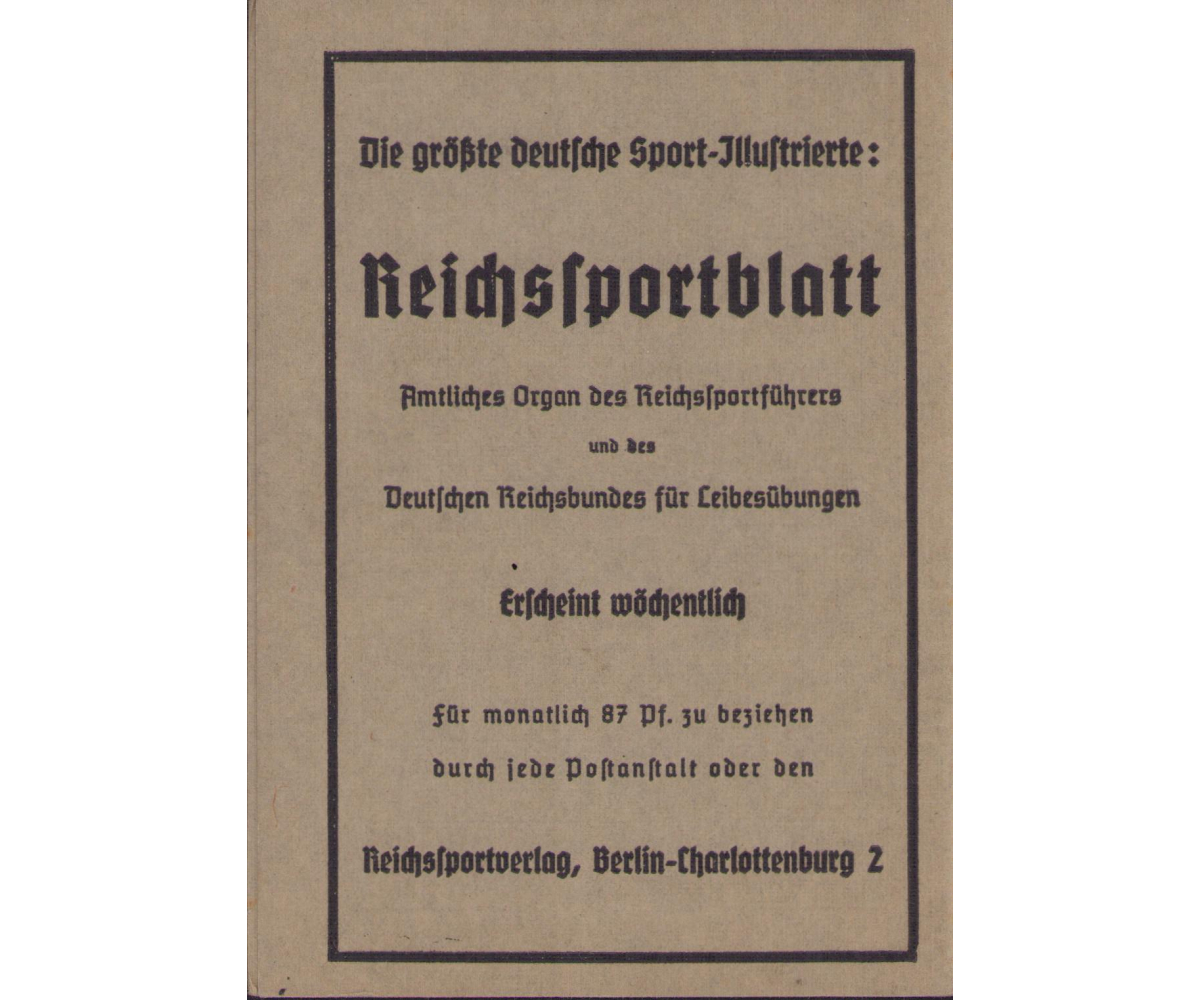 Die größte deutsche Sport-Illustrierte:
Reichssportblatt
Amtliches Organ des Reichssportführers
und des
Deutschen Reichsbundes für Leibesübungen
Erscheint wöchentlich
Für monatlich 87 Pf. zu beziehen
durch jede Postanstalt oder den
Reichssportverlag, Berlin-Charlottenburg 2